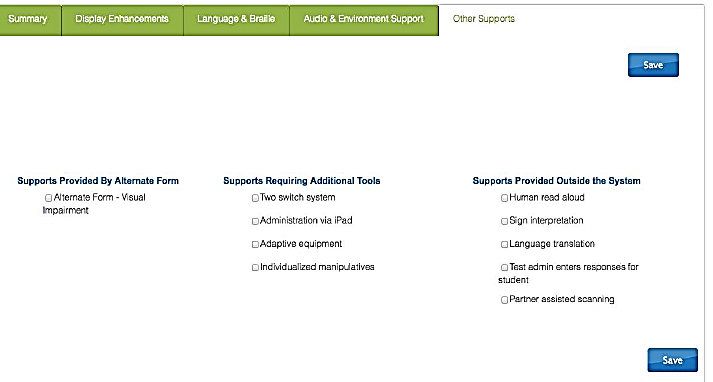 Summary
Display Enhancements
Language & Braille
Audio & Environment Support
Other Supports
Save
Supports Provided By Alternate Form
Alternate Form - Visual
Impairment
Supports Requiring Additional Tools
Two switch system
Administration via iPad
Adaptive equipment
Individualized manipulatives
Supports Provided Outside the System
Human read aloud
Sign interpretation
Language translation
Test admin enters responses for
student
Partner assisted scanning
Save